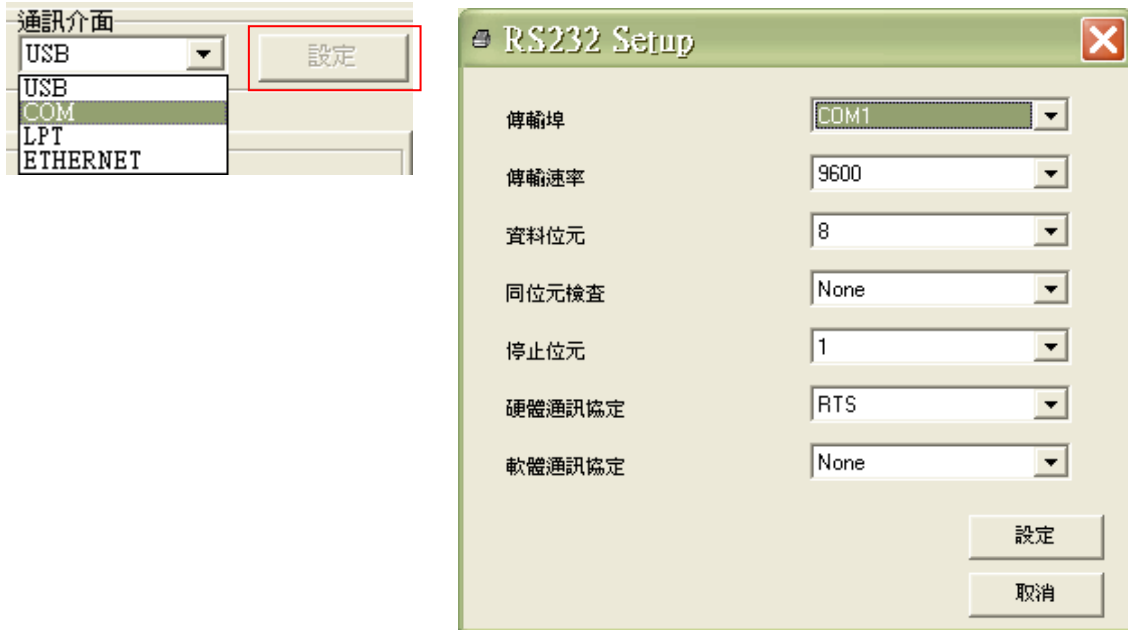 通訊介面
USB
設定
USB
COM
LPT
ETHERNET
RS232 Setup
傳輸埠
COM1
傳輸速率
9600
資料位元
8
同位元檢查
None
停止位元
1
硬體通訊協定
RTS
軟體通訊協定
None
設定
取消